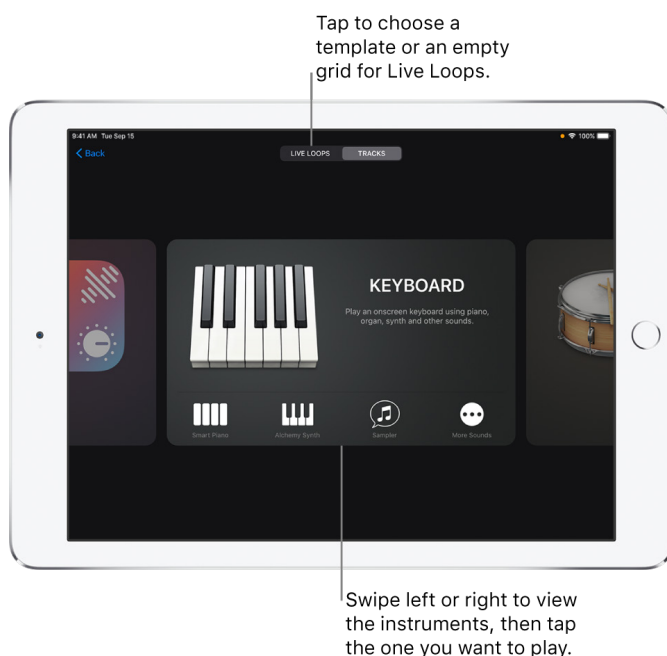 Tap to choose a
template or an empty
grid for Live Loops.
9:41 AM Tue Sep 15
100%
Back
LIVE LOOPS
TRACKS
KEYBOARD
Play an onscreen keyboard using piano,
organ, synth and other sounds.
Smart Piano
Alchemy Synth
Sampler
More Sounds
Swipe left or right to view
the instruments, then tap
the one you want to play.